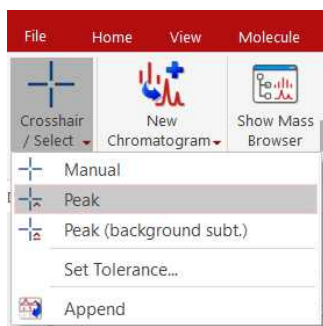 File Home View Molecule
Crosshair / Select
New Chromatogram
Show Mass Browser
Manual
Peak
Peak (background subt.)
Set Tolerance...
Append